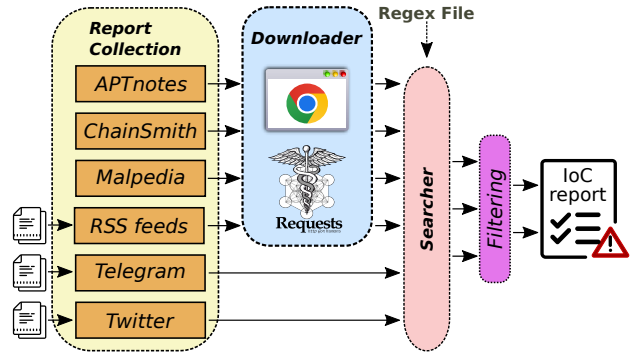 Report
Collection
APTnotes
ChainSmith
Malpedia
RSS feeds
Telegram
Twitter
Downloader
Requests
Regex File
Searcher
Filtering
IoC
report